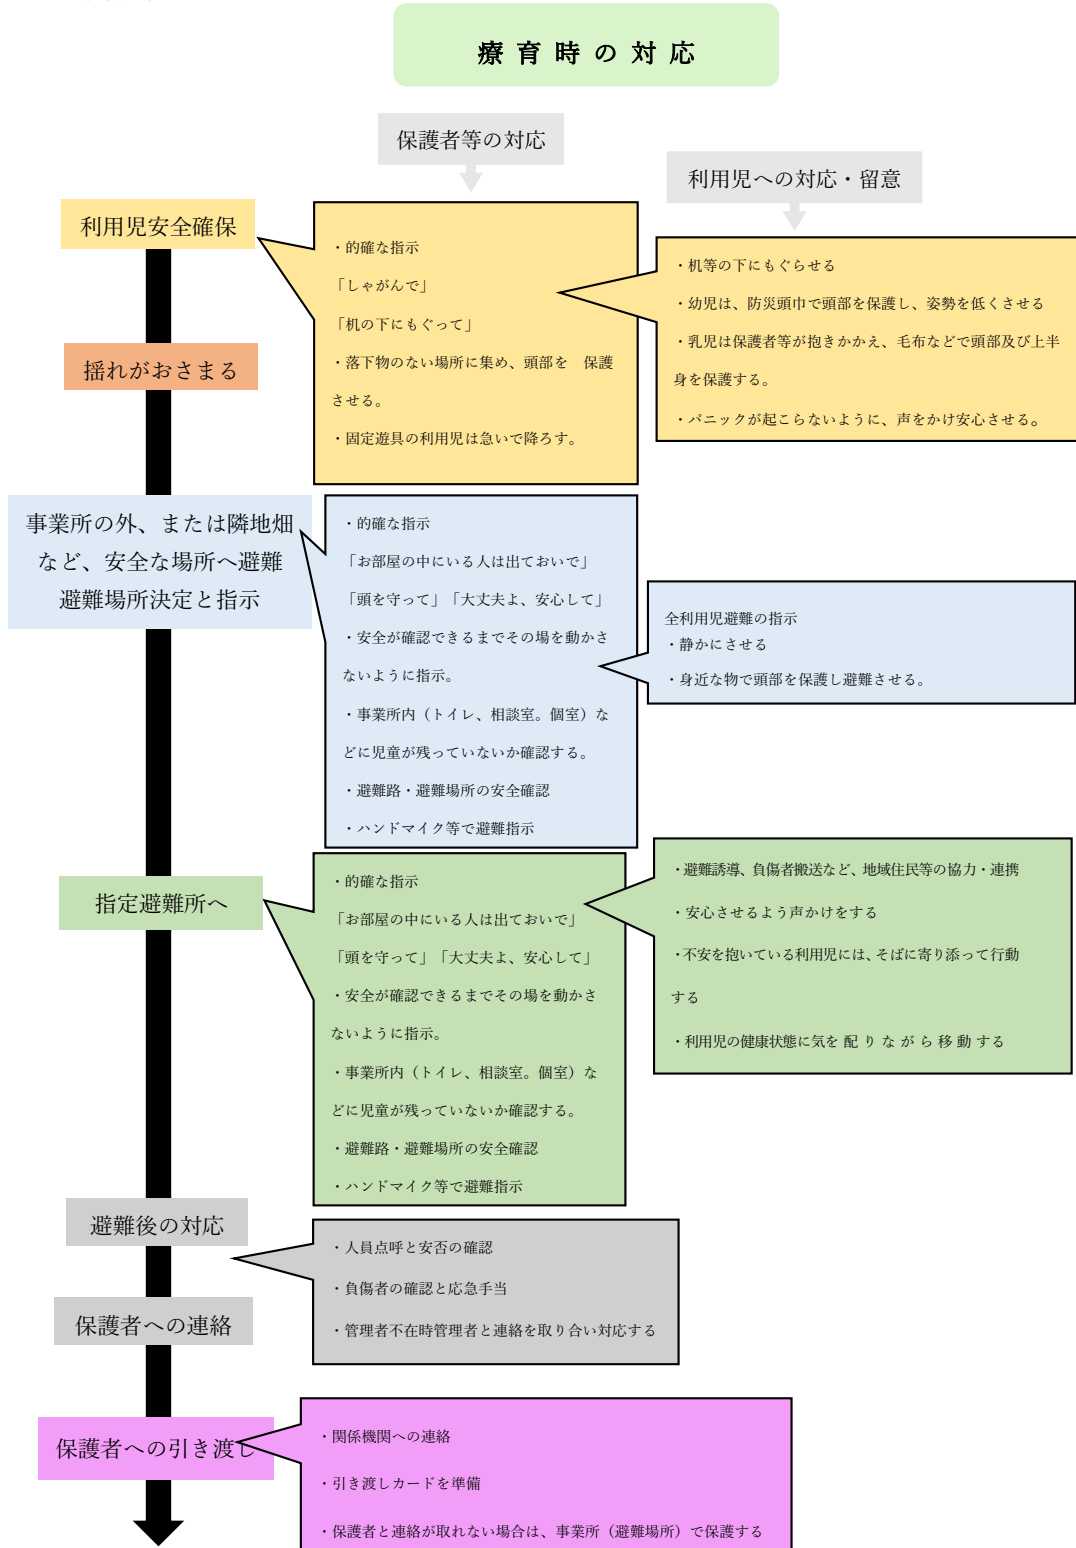 療育時の対応
保護者等の対応
利用児への対応・留意
利用児安全確保
・的確な指示
「しゃがんで」
「机の下にもぐって」
・落下物のない場所に集め、頭部を　保護
させる。
・固定遊具の利用児は急いで降ろす。
・机等の下にもぐらせる
・幼児は、防災頭巾で頭部を保護し、姿勢を低くさせる
・乳児は保護者等が抱きかかえ、毛布などで頭部及び上半
身を保護する。
・パニックが起こらないように、声をかけ安心させる。
揺れがおさまる
事業所の外、または隣地畑
など、安全な場所へ避難
避難場所決定と指示
・的確な指示
「お部屋の中にいる人は出ておいで」
「頭を守って」「大丈夫よ、安心して」
・安全が確認できるまでその場を動かさ
ないように指示。
・事業所内（トイレ、相談室。個室）な
どに児童が残っていないか確認する。
・避難路・避難場所の安全確認
・ハンドマイク等で避難指示
全利用児避難の指示
・静かにさせる
・身近な物で頭部を保護し避難させる。
指定避難所へ
・的確な指示
「お部屋の中にいる人は出ておいで」
「頭を守って」「大丈夫よ、安心して」
・安全が確認できるまでその場を動かさ
ないように指示。
・事業所内（トイレ、相談室。個室）な
どに児童が残っていないか確認する。
・避難路・避難場所の安全確認
・ハンドマイク等で避難指示
・避難誘導、負傷者搬送など、地域住民等の協力・連携
・安心させるよう声かけをする
・不安を抱いている利用児には、そばに寄り添って行動
する
・利用児の健康状態に気を配りながら移動する
避難後の対応
・人員点呼と安否の確認
・負傷者の確認と応急手当
・管理者不在時管理者と連絡を取り合い対応する
保護者への連絡
保護者への引き渡し
・関係機関への連絡
・引き渡しカードを準備
・保護者と連絡が取れない場合は、事業所（避難場所）で保護する